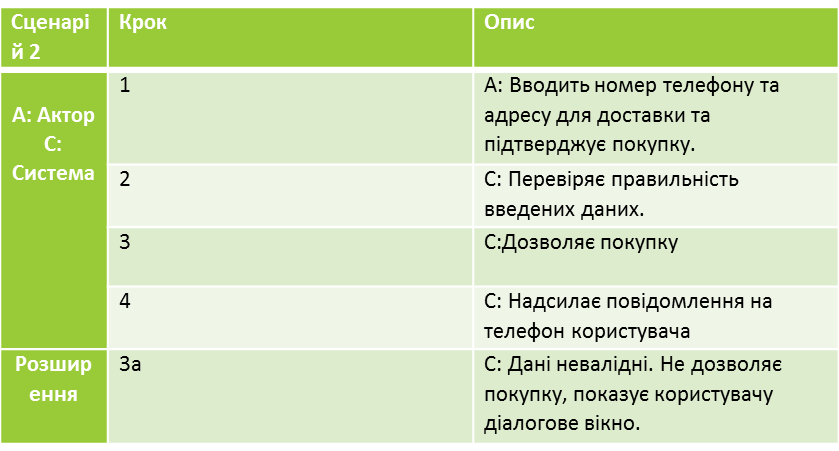 Сценарі
й 2
Крок
Опис
А: Актор
С:
Система
1
А: Вводить номер телефону та
адресу для доставки та
підтверджує покупку.
2
С: Перевіряє правильність
введених даних.
3
С:Дозволяє покупку
4
С: Надсилає повідомлення на
телефон користувача
Розшир
ення
3а
С: Дані невалідні. Не дозволяє
покупку, показує користувачу
діалогове вікно.